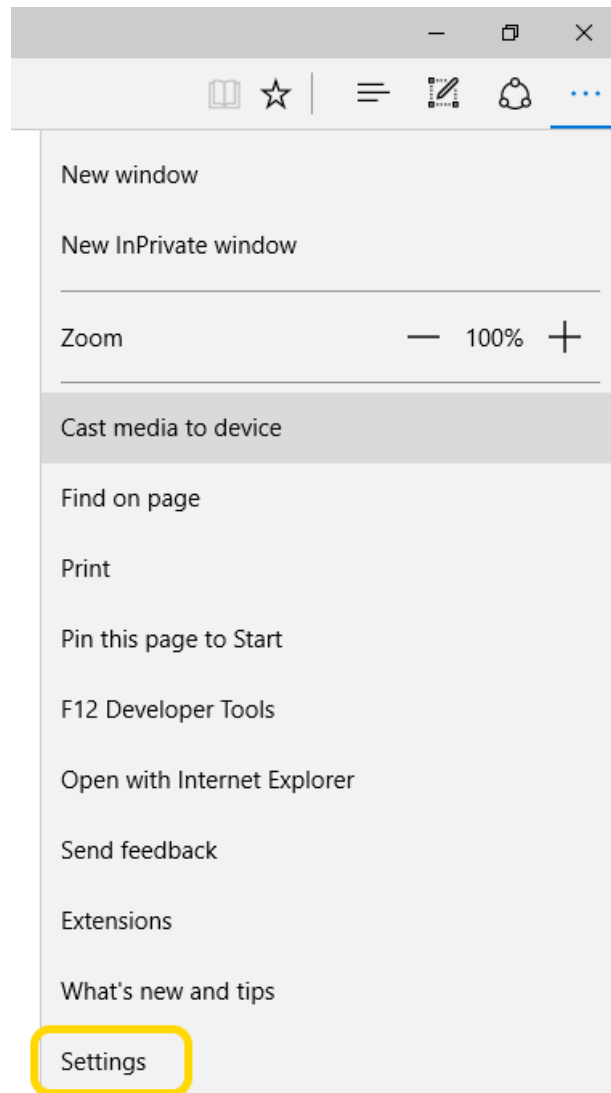 New window
New InPrivate window
Zoom 100%
Cast media to device
Find on page
Print
Pin this page to Start
F12 Developer Tools
Open with Internet Explorer
Send feedback
Extensions
What's new and tips
Settings